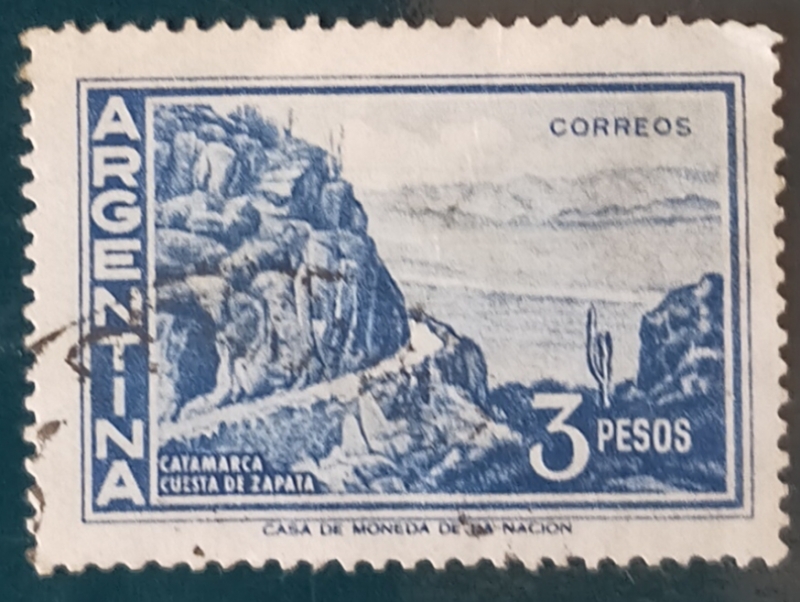 ARGENTINA
CORREOS
3 PESOS
CATAMARCA
CUESTA DE ZAPATA
CASA DE MONEDA DE LA NACION